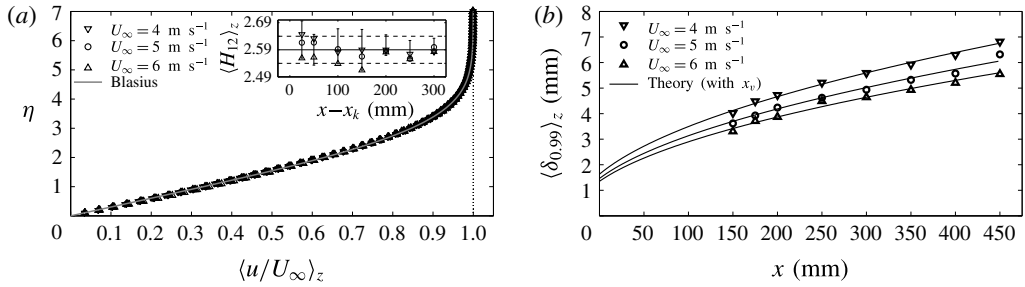 (a)
7
6
5
4
3
2
1
0
η
U∞ = 4 m s⁻¹
U∞ = 5 m s⁻¹
U∞ = 6 m s⁻¹
Blasius
2.69
2.59
2.49
⟨H₁₂⟩z
0 100 200 300
x−xk (mm)
0.1 0.2 0.3 0.4 0.5 0.6 0.7 0.8 0.9 1.0
⟨u/U∞⟩z
(b)
8
7
6
5
4
3
2
1
0
⟨δ0.99⟩z (mm)
U∞ = 4 m s⁻¹
U∞ = 5 m s⁻¹
U∞ = 6 m s⁻¹
Theory (with xv)
50 100 150 200 250 300 350 400 450
x (mm)